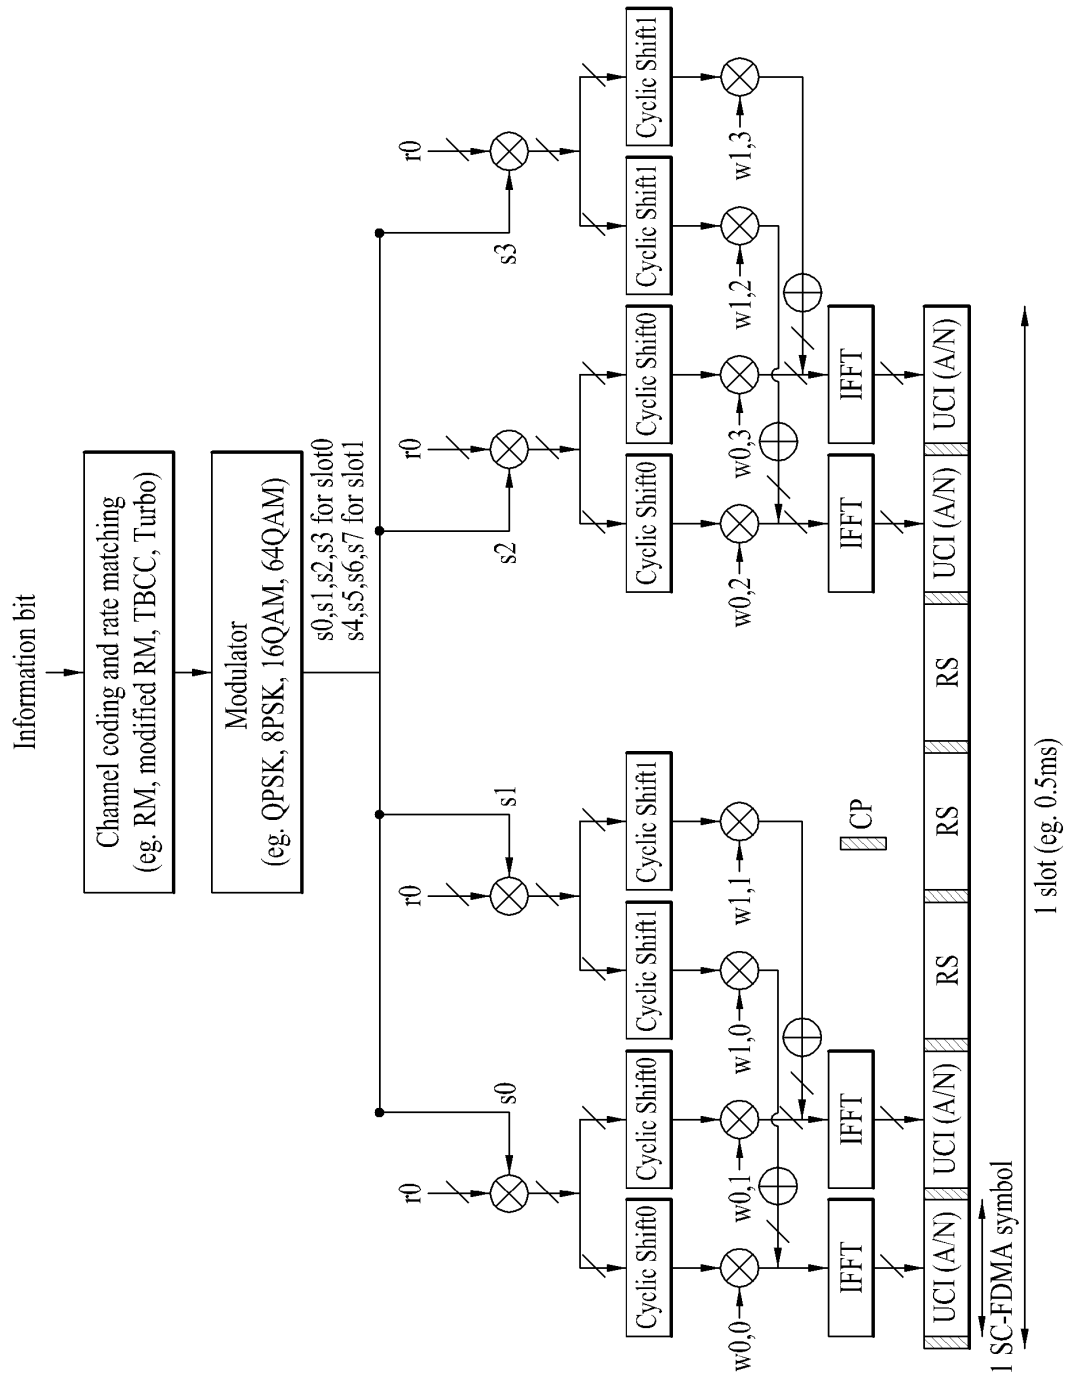 Information bit
Channel coding and rate matching
(eg. RM, modified RM, TBCC, Turbo)
Modulator
(eg. QPSK, 8PSK, 16QAM, 64QAM)
s0,s1,s2,s3 for slot0
s4,s5,s6,s7 for slot1
s0
s1
s2
s3
r0
r0
r0
r0
Cyclic Shift0
Cyclic Shift0
Cyclic Shift1
Cyclic Shift1
Cyclic Shift0
Cyclic Shift0
Cyclic Shift1
Cyclic Shift1
w0,0
w0,1
w1,0
w1,1
w0,2
w0,3
w1,2
w1,3
IFFT
IFFT
IFFT
IFFT
CP
UCI (A/N)
UCI (A/N)
RS
RS
RS
UCI (A/N)
UCI (A/N)
1 SC-FDMA symbol
1 slot (eg. 0.5ms)